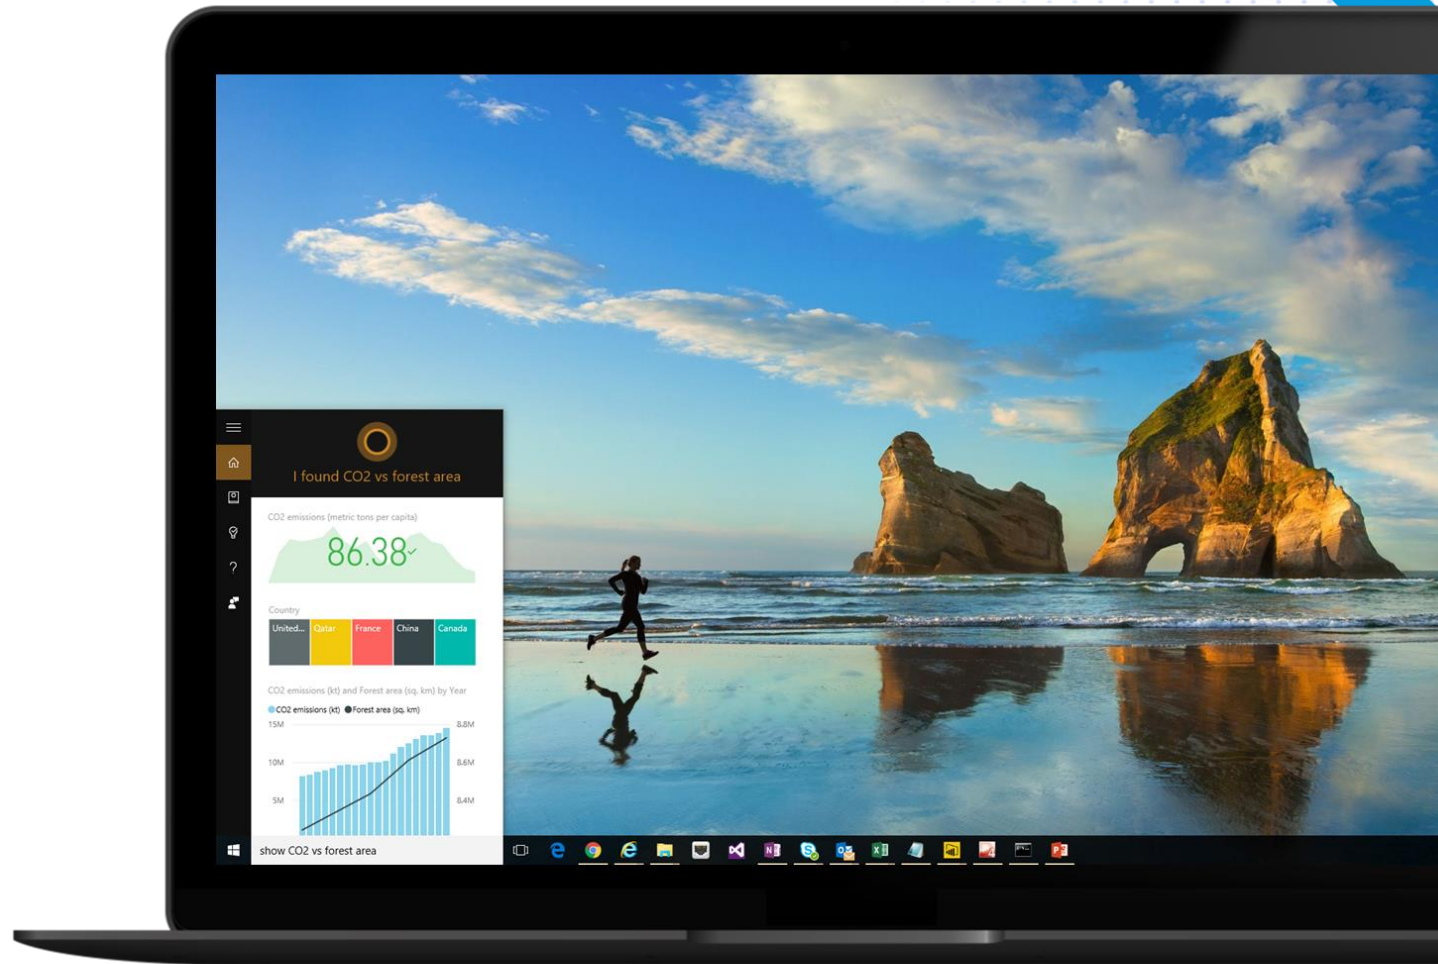 I found CO2 vs forest area
CO2 emissions (metric tons per capita)
86.38
Country
United... Qatar France China Canada
CO2 emissions (kt) and Forest area (sq. km) by Year
CO2 emissions (kt) Forest area (sq. km)
15M 8.8M
10M 8.6M
5M 8.4M
show CO2 vs forest area